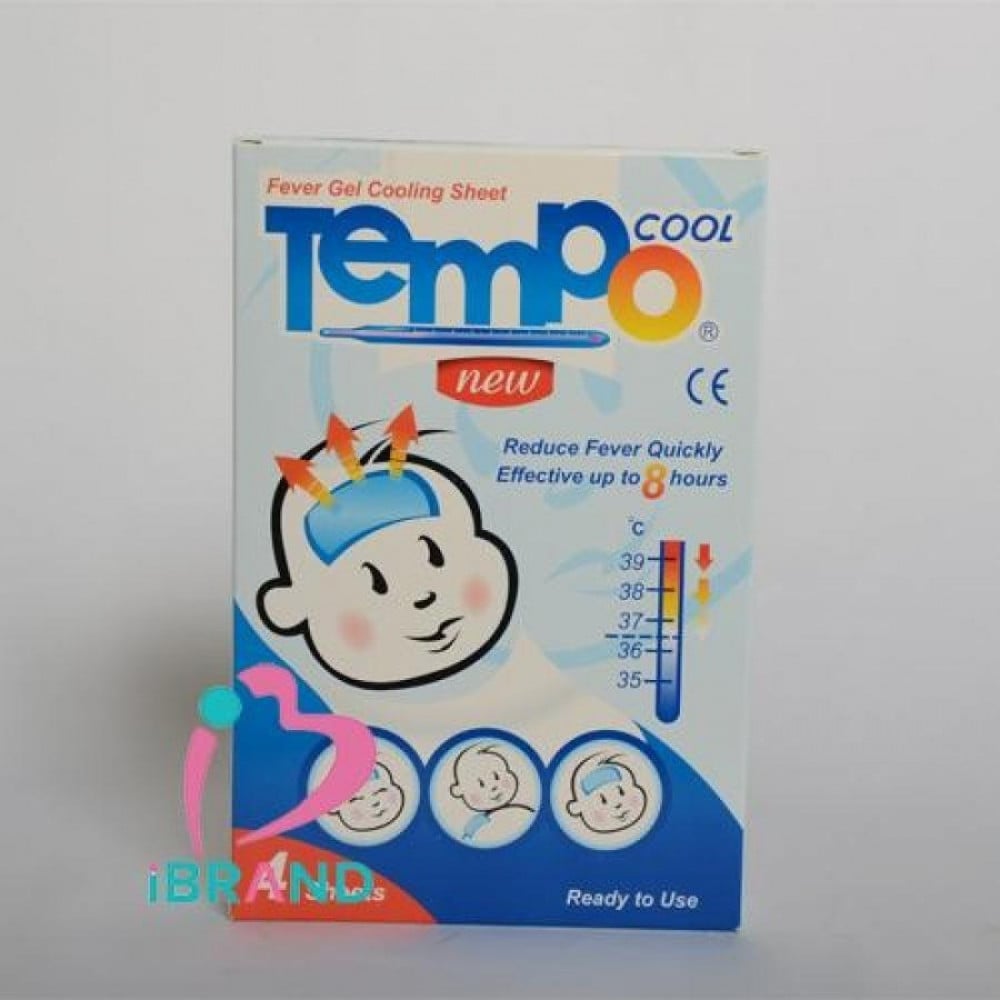 Fever Gel Cooling Sheet
Tempo COOL
®
new
CE
Reduce Fever Quickly
Effective up to 8 hours
°C
39
38
37
36
35
4 Sheets
iBRAND
Ready to Use